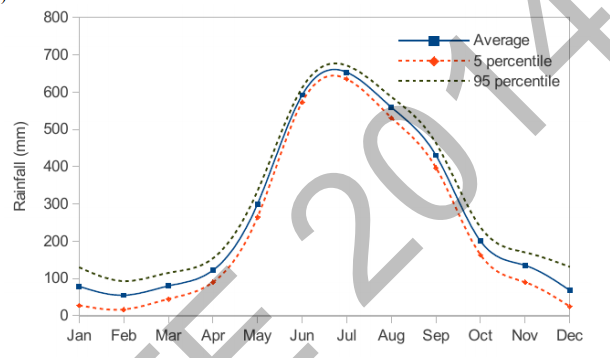 )
800
700
600
500
400
300
200
100
0
Rainfall (mm)
Average
5 percentile
95 percentile
Jan Feb Mar Apr May Jun Jul Aug Sep Oct Nov Dec
E 2014